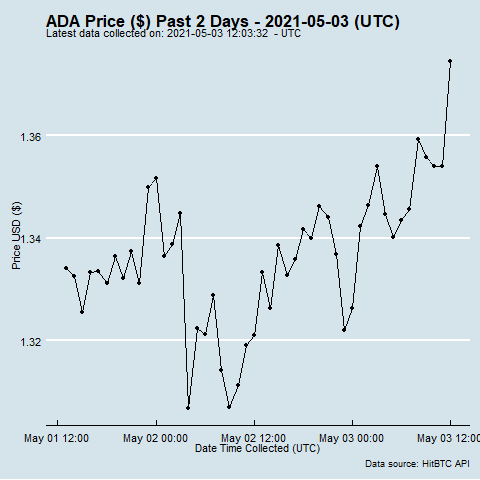 ADA Price ($) Past 2 Days - 2021-05-03 (UTC)
Latest data collected on: 2021-05-03 12:03:32 - UTC
1.36
1.34
1.32
Price USD ($)
May 01 12:00
May 02 00:00
May 02 12:00
May 03 00:00
May 03 12:00
Date Time Collected (UTC)
Data source: HitBTC API